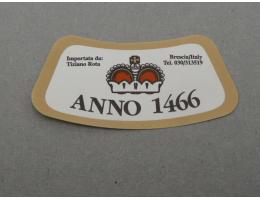 Importata da:
Tiziano Rota
Brescia/Italy
Tel. 030/313519
ANNO 1466